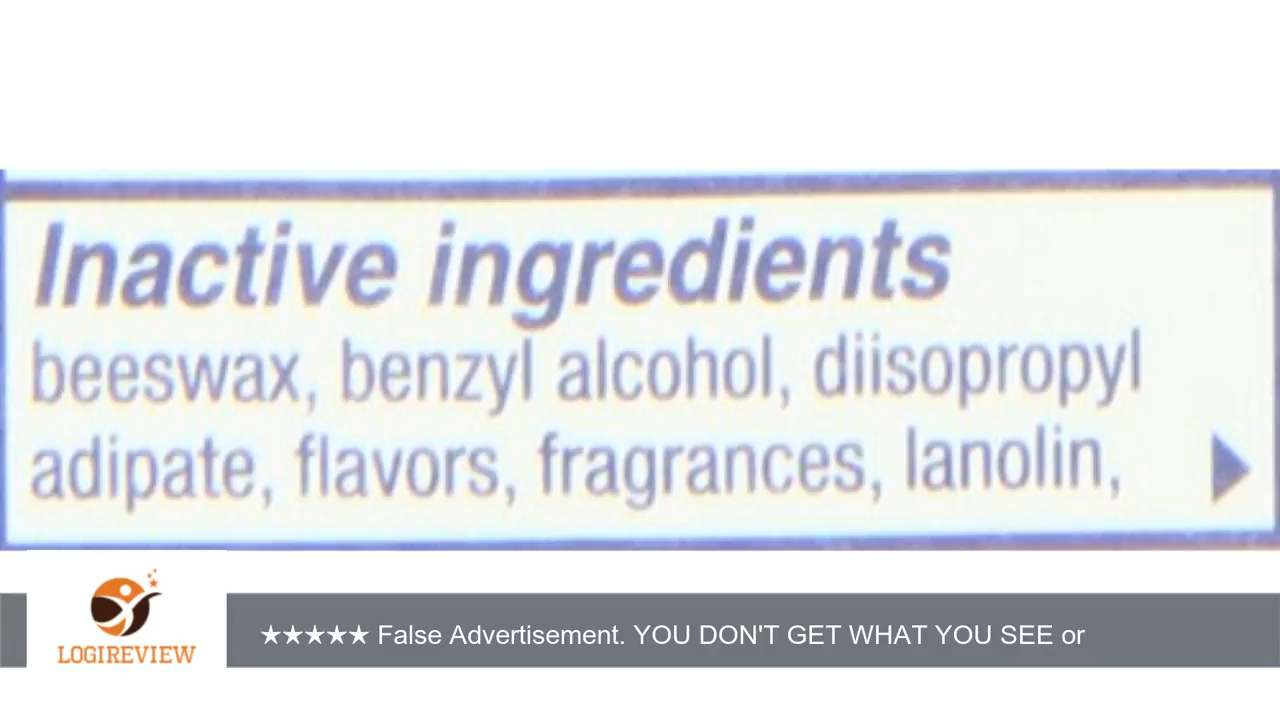 Inactive ingredients
beeswax, benzyl alcohol, diisopropyl
adipate, flavors, fragrances, lanolin,
LOGIREVIEW
★★★★★ False Advertisement. YOU DON'T GET WHAT YOU SEE or